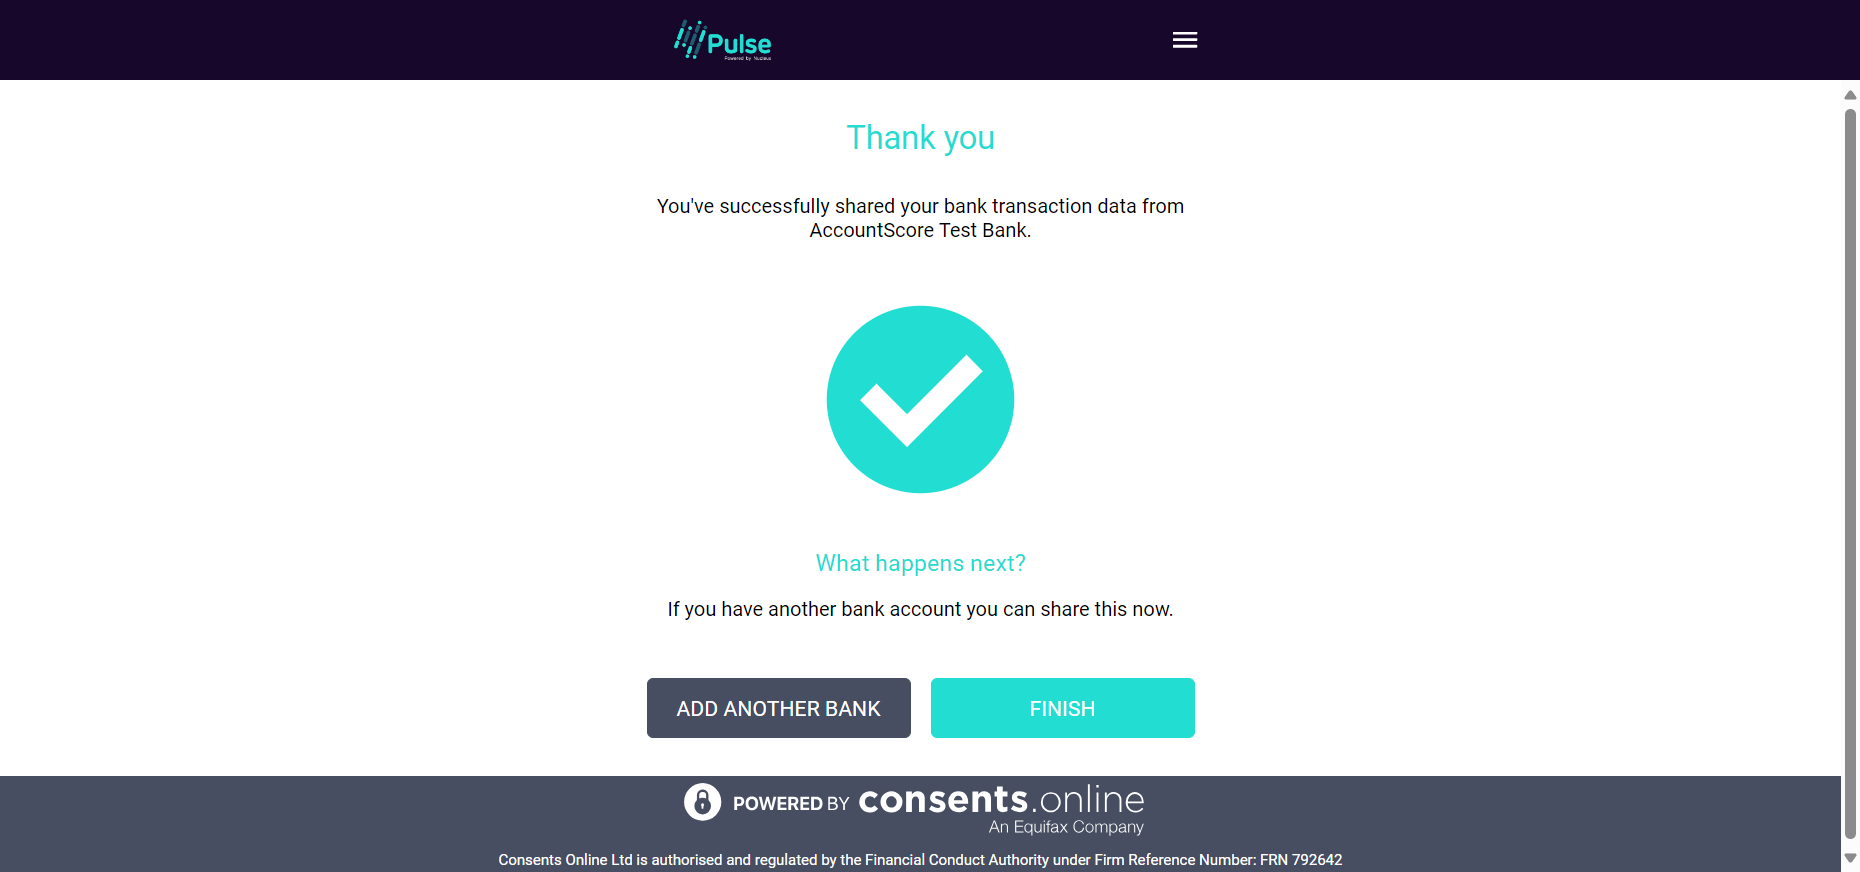 Pulse
Powered by Nucleus
Thank you
You've successfully shared your bank transaction data from
AccountScore Test Bank.
What happens next?
If you have another bank account you can share this now.
ADD ANOTHER BANK
FINISH
POWERED BY consents.online
An Equifax Company
Consents Online Ltd is authorised and regulated by the Financial Conduct Authority under Firm Reference Number: FRN 792642